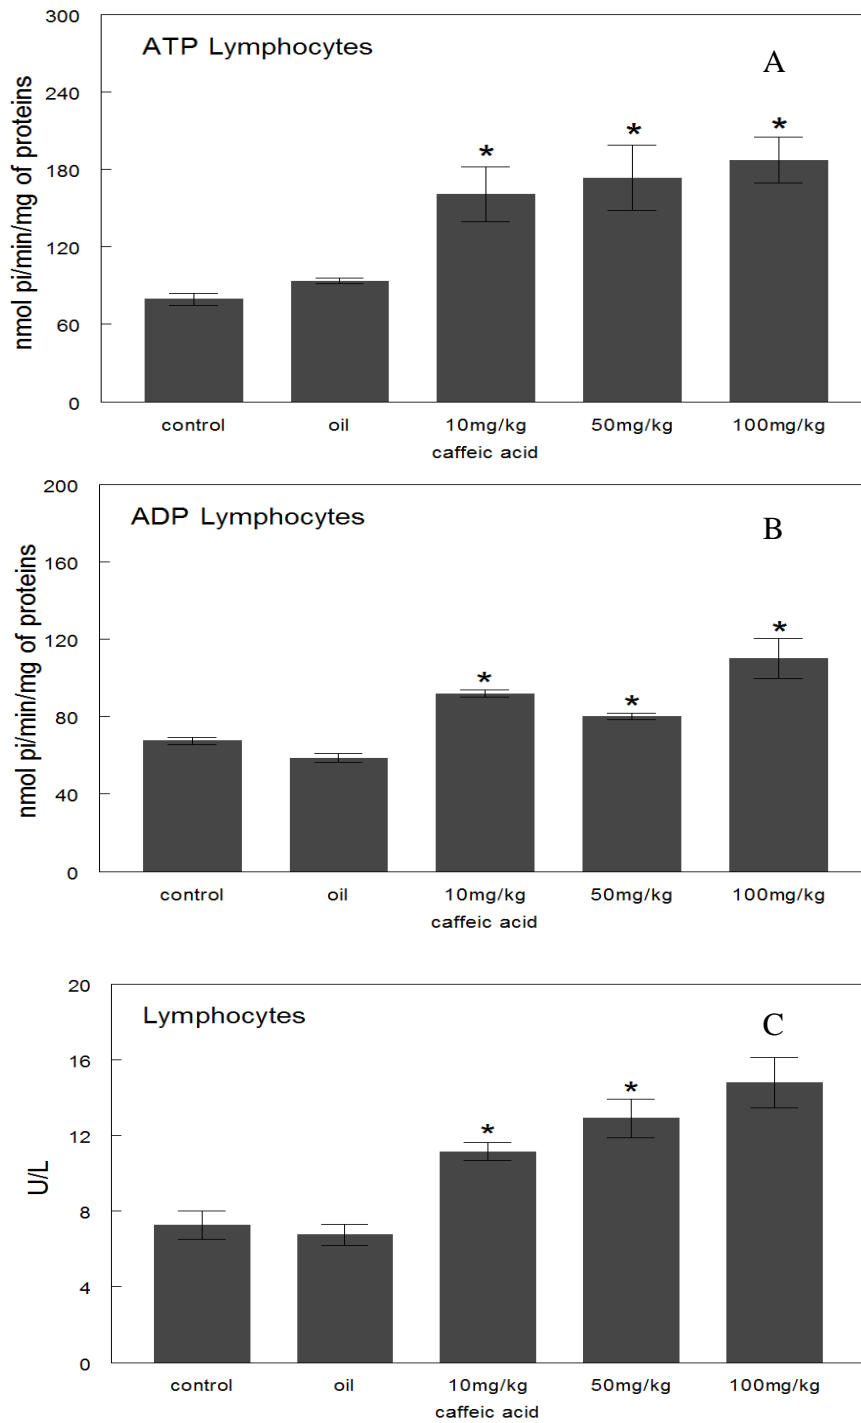 ATP Lymphocytes
A
nmol pi/min/mg of proteins
300
240
180
120
60
0
* * *
control oil 10mg/kg 50mg/kg 100mg/kg
caffeic acid
ADP Lymphocytes
B
nmol pi/min/mg of proteins
200
160
120
80
40
0
* * *
control oil 10mg/kg 50mg/kg 100mg/kg
caffeic acid
Lymphocytes
C
U/L
20
16
12
8
4
0
* *
control oil 10mg/kg 50mg/kg 100mg/kg
caffeic acid